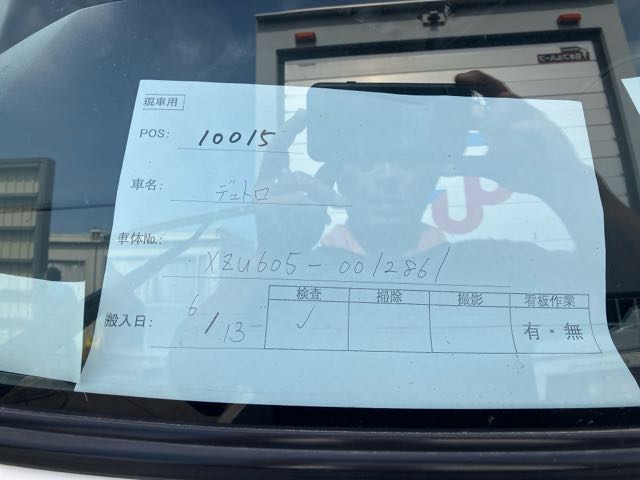 現車用
POS: 10015
車名: デュトロ
車体No.: XZU605-0012861
搬入日: 6/13
検査 掃除 撮影 看板作業
✓ 有・無